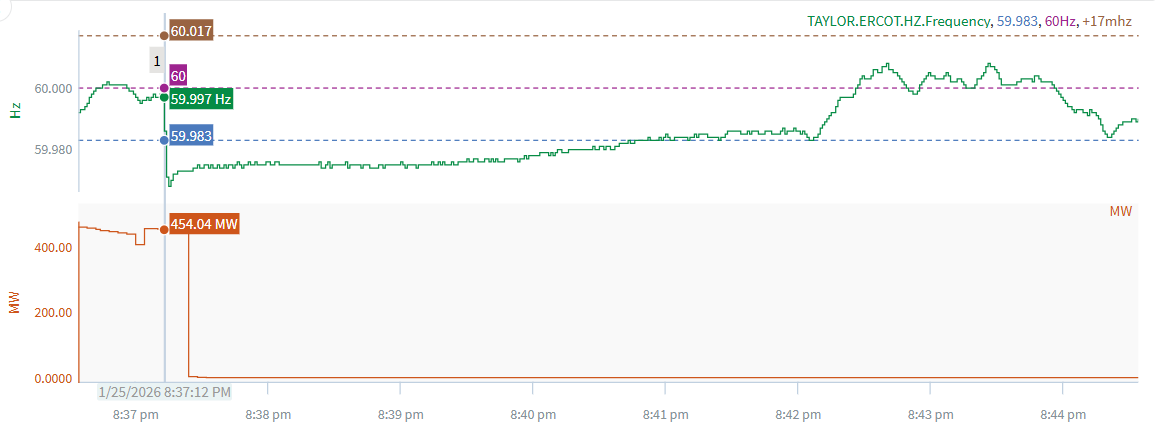 TAYLOR.ERCOT.HZ.Frequency, 59.983, 60Hz, +17mhz
60.017
1
60
60.000
59.997 Hz
Hz
59.983
59.980
MW
454.04 MW
400.00
MW
200.00
0.0000
1/25/2026 8:37:12 PM
8:37 pm 8:38 pm 8:39 pm 8:40 pm 8:41 pm 8:42 pm 8:43 pm 8:44 pm